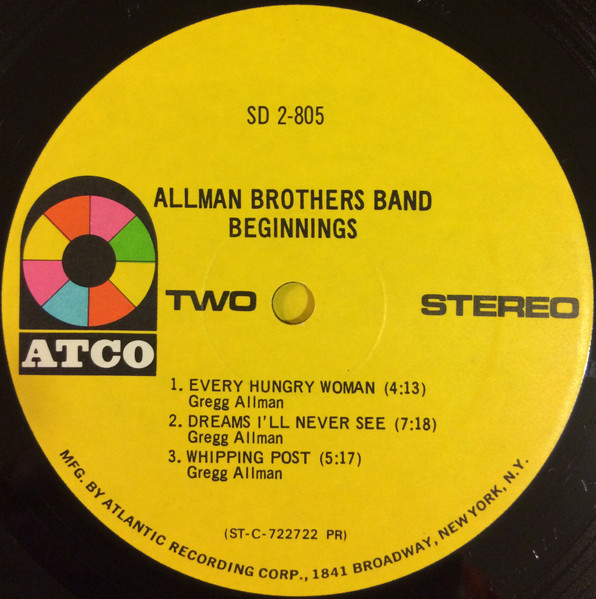 SD 2-805
ALLMAN BROTHERS BAND
BEGINNINGS
TWO
STEREO
ATCO
1. EVERY HUNGRY WOMAN (4:13)
Gregg Allman
2. DREAMS I'LL NEVER SEE (7:18)
Gregg Allman
3. WHIPPING POST (5:17)
Gregg Allman
(ST-C-722722 PR)
MFG. BY ATLANTIC RECORDING CORP., 1841 BROADWAY, NEW YORK, N.Y.